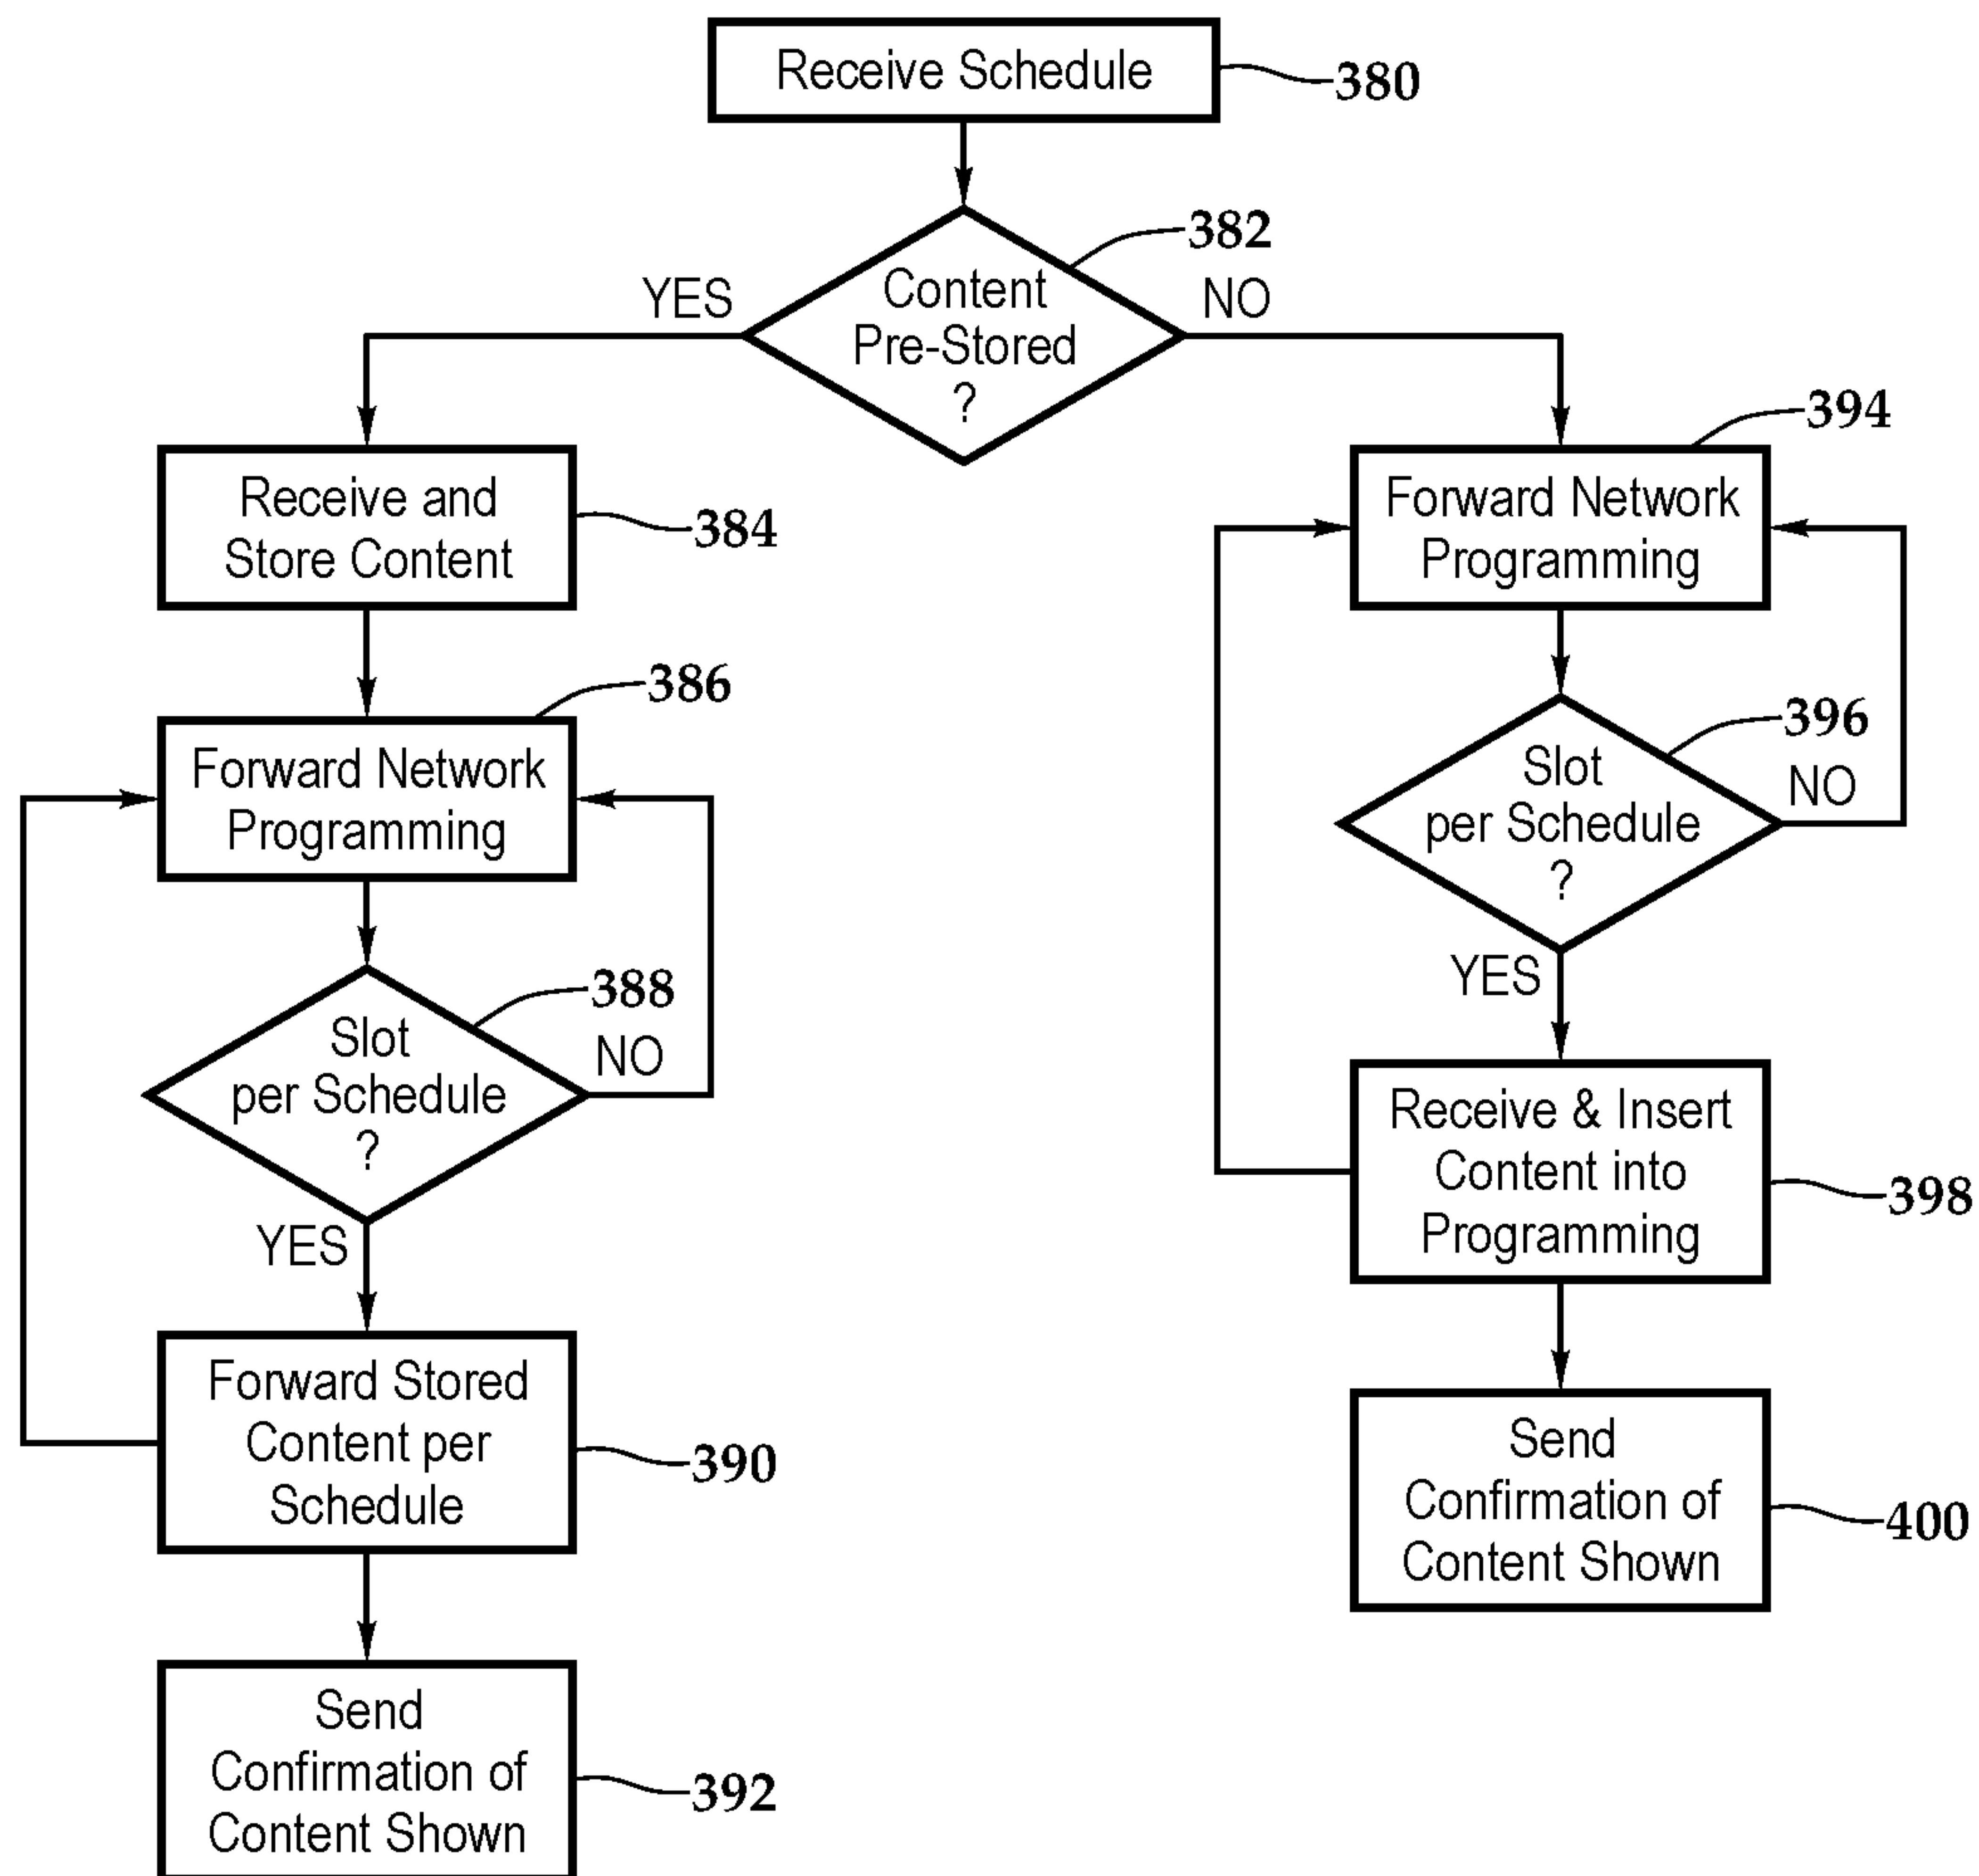 Receive Schedule
380
382
Content
Pre-Stored
?
YES
NO
Receive and
Store Content
384
Forward Network
Programming
386
Slot
per Schedule
?
388
NO
YES
Forward Stored
Content per
Schedule
390
Send
Confirmation of
Content Shown
392
394
Forward Network
Programming
396
Slot
per Schedule
?
NO
YES
Receive & Insert
Content into
Programming
398
Send
Confirmation of
Content Shown
400